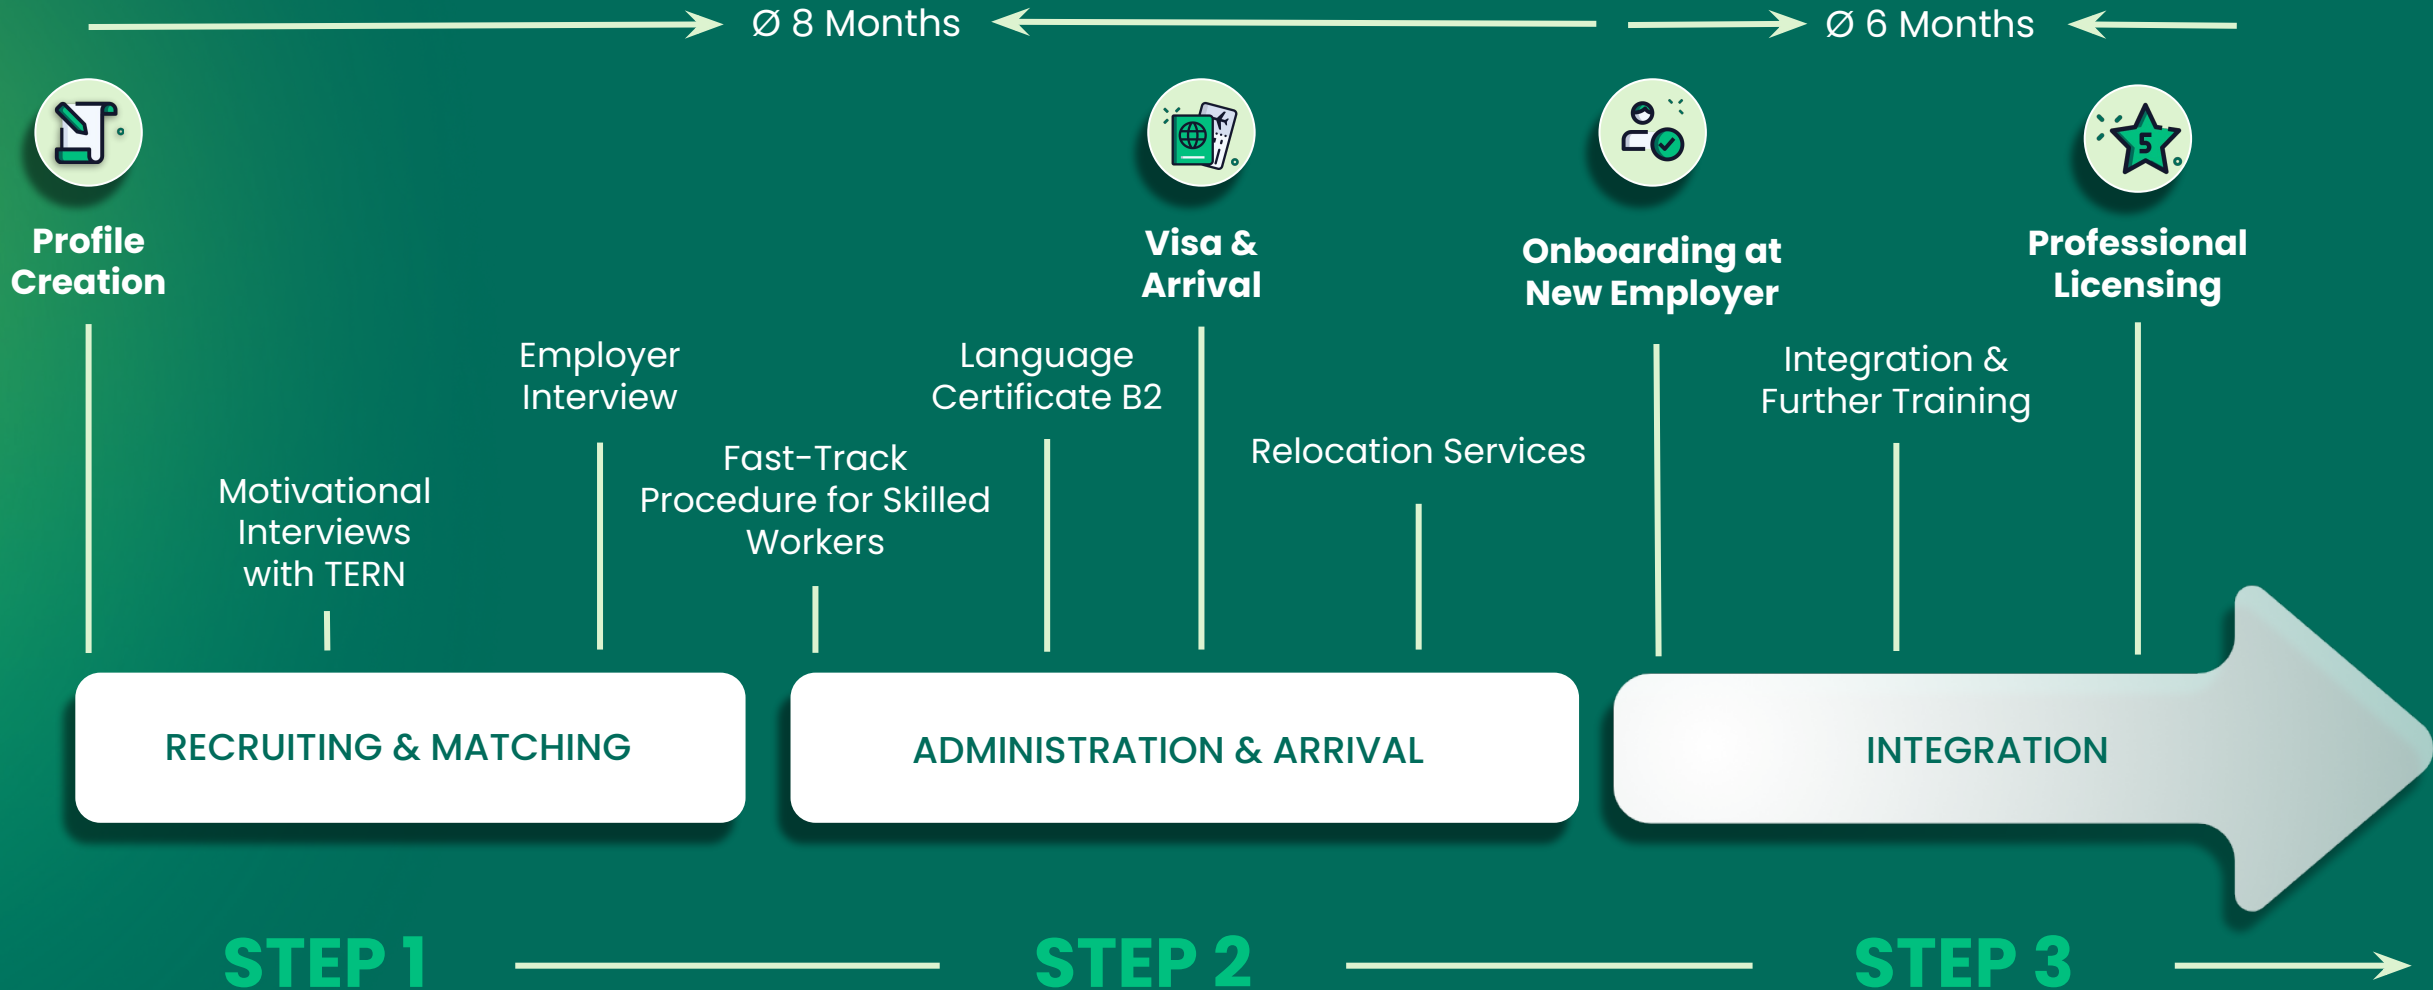 Ø 8 Months
Ø 6 Months
Profile
Creation
Visa &
Arrival
Onboarding at
New Employer
5
Professional
Licensing
Motivational
Interviews
with TERN
Employer
Interview
Fast-Track
Procedure for Skilled
Workers
Language
Certificate B2
Relocation Services
Integration &
Further Training
RECRUITING & MATCHING
ADMINISTRATION & ARRIVAL
INTEGRATION
STEP 1
STEP 2
STEP 3